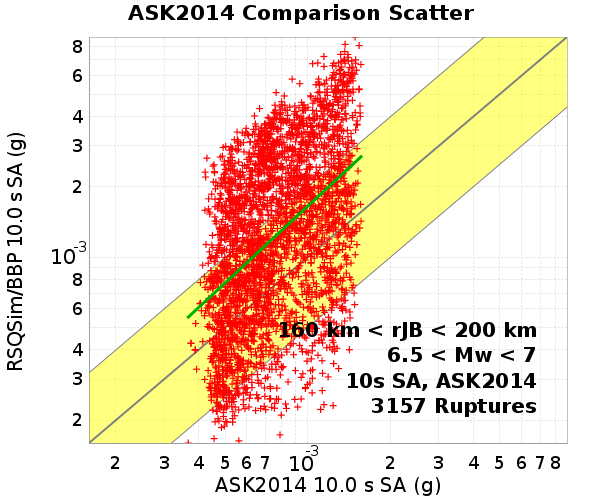 ASK2014 Comparison Scatter
RSQSim/BBP 10.0 s SA (g)
8
6
4
3
2
10-3
8
6
4
3
2
160 km < rJB < 200 km
6.5 < Mw < 7
10s SA, ASK2014
3157 Ruptures
2 3 4 5 6 7 10-3 2 3 4 5 6 7 8
ASK2014 10.0 s SA (g)